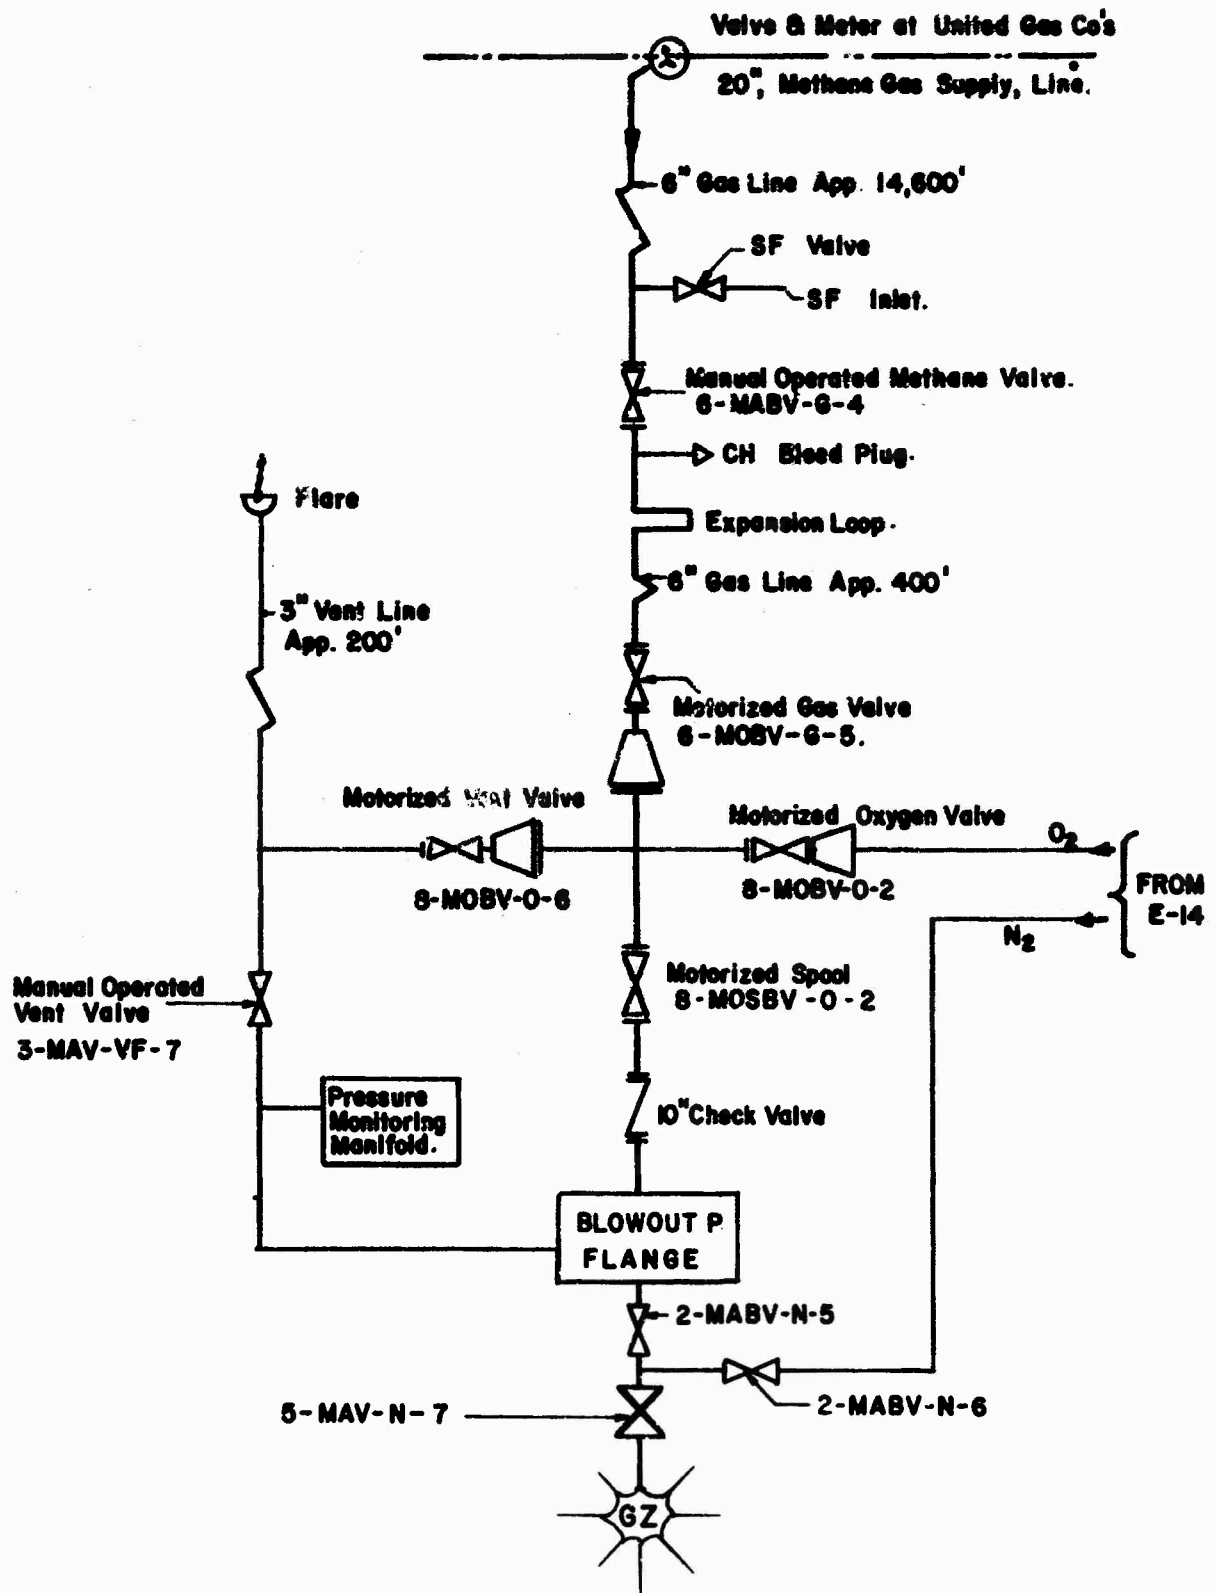 Valve & Meter at United Gas Co's
20", Methane Gas Supply, Line.
6" Gas Line App. 14,600'
SF Valve
SF Inlet.
Manual Operated Methane Valve.
6-MABV-G-4
CH Bleed Plug.
Flare
Expansion Loop.
6" Gas Line App. 400'
3" Vent Line
App. 200'
Motorized Gas Valve
6-MOBV-G-5.
Motorized Vent Valve
Motorized Oxygen Valve
O2
8-MOBV-O-6
8-MOBV-O-2
FROM
E-14
N2
Manual Operated
Vent Valve
3-MAV-VF-7
Motorized Spool
8-MOSBV-O-2
Pressure
Monitoring
Manifold.
10" Check Valve
BLOWOUT P
FLANGE
2-MABV-N-5
5-MAV-N-7
2-MABV-N-6
GZ